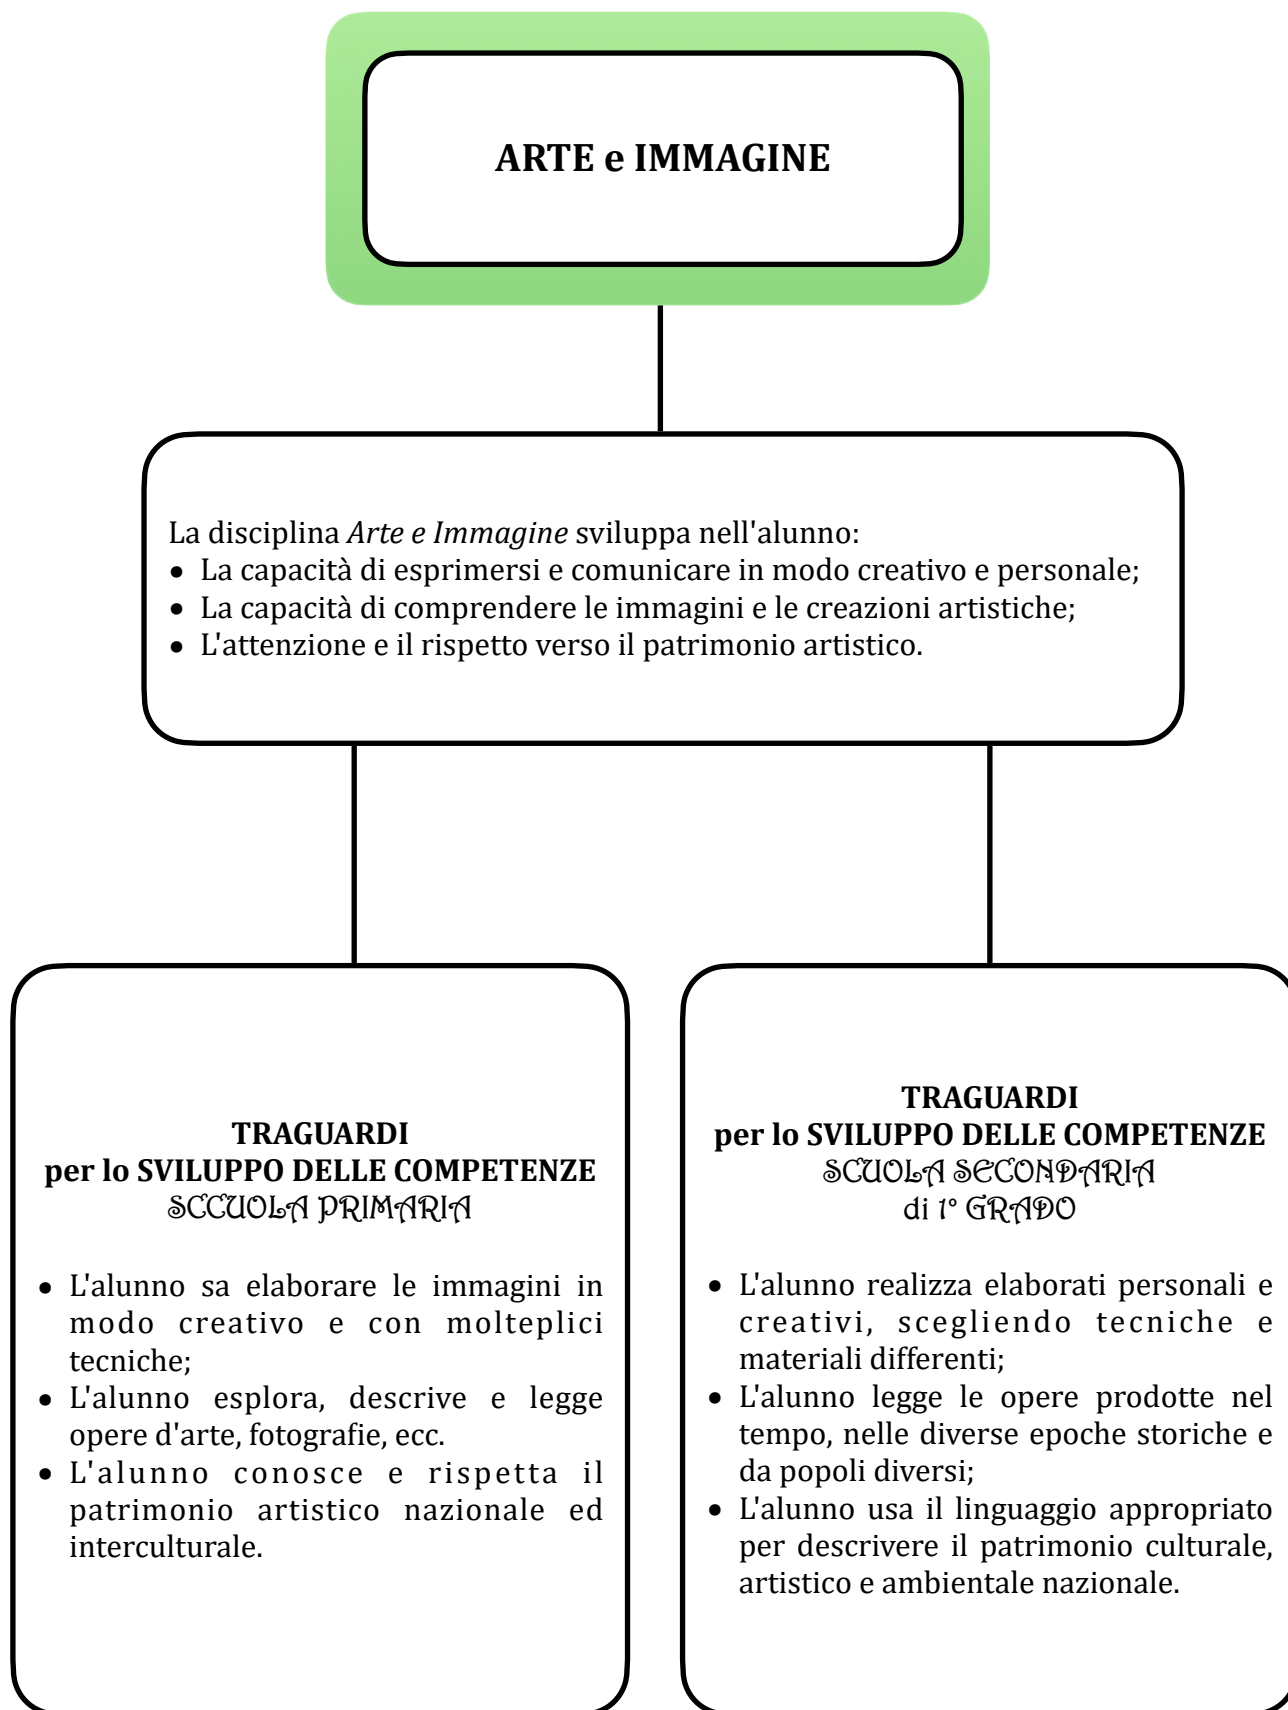 ARTE e IMMAGINE
La disciplina Arte e Immagine sviluppa nell'alunno:
• La capacità di esprimersi e comunicare in modo creativo e personale;
• La capacità di comprendere le immagini e le creazioni artistiche;
• L'attenzione e il rispetto verso il patrimonio artistico.
TRAGUARDI
per lo SVILUPPO DELLE COMPETENZE
SCCUOLA PRIMARIA
• L'alunno sa elaborare le immagini in
modo creativo e con molteplici
tecniche;
• L'alunno esplora, descrive e legge
opere d'arte, fotografie, ecc.
• L'alunno conosce e rispetta il
patrimonio artistico nazionale ed
interculturale.
TRAGUARDI
per lo SVILUPPO DELLE COMPETENZE
SCUOLA SECONDARIA
di 1° GRADO
• L'alunno realizza elaborati personali e
creativi, scegliendo tecniche e
materiali differenti;
• L'alunno legge le opere prodotte nel
tempo, nelle diverse epoche storiche e
da popoli diversi;
• L'alunno usa il linguaggio appropriato
per descrivere il patrimonio culturale,
artistico e ambientale nazionale.